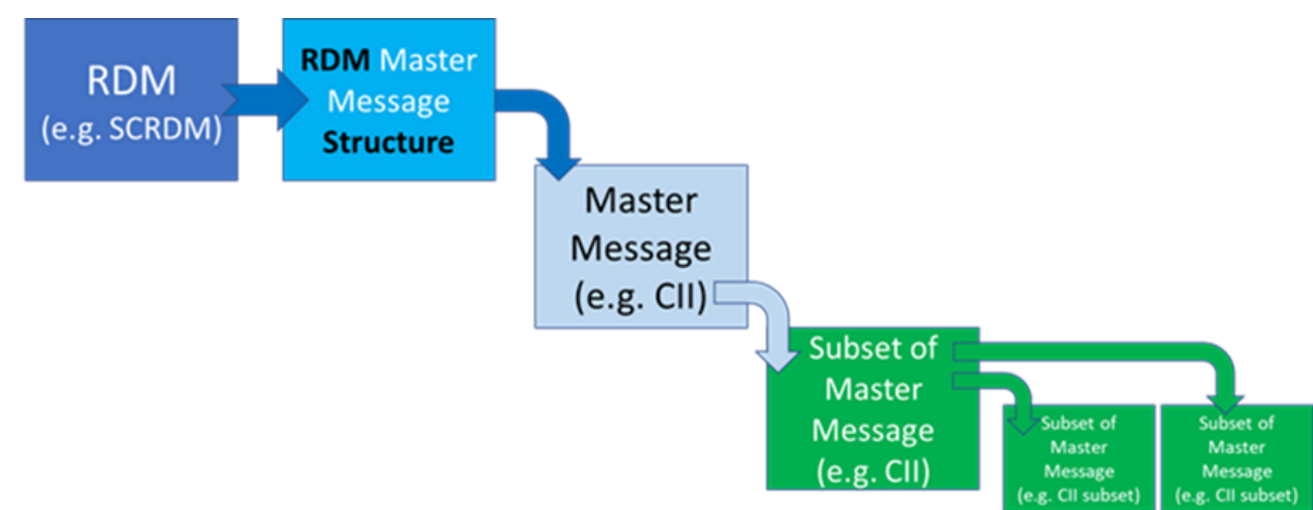 RDM
(e.g. SCRDM)
RDM Master
Message
Structure
Master
Message
(e.g. CII)
Subset of
Master
Message
(e.g. CII)
Subset of
Master
Message
(e.g. CII subset)
Subset of
Master
Message
(e.g. CII subset)